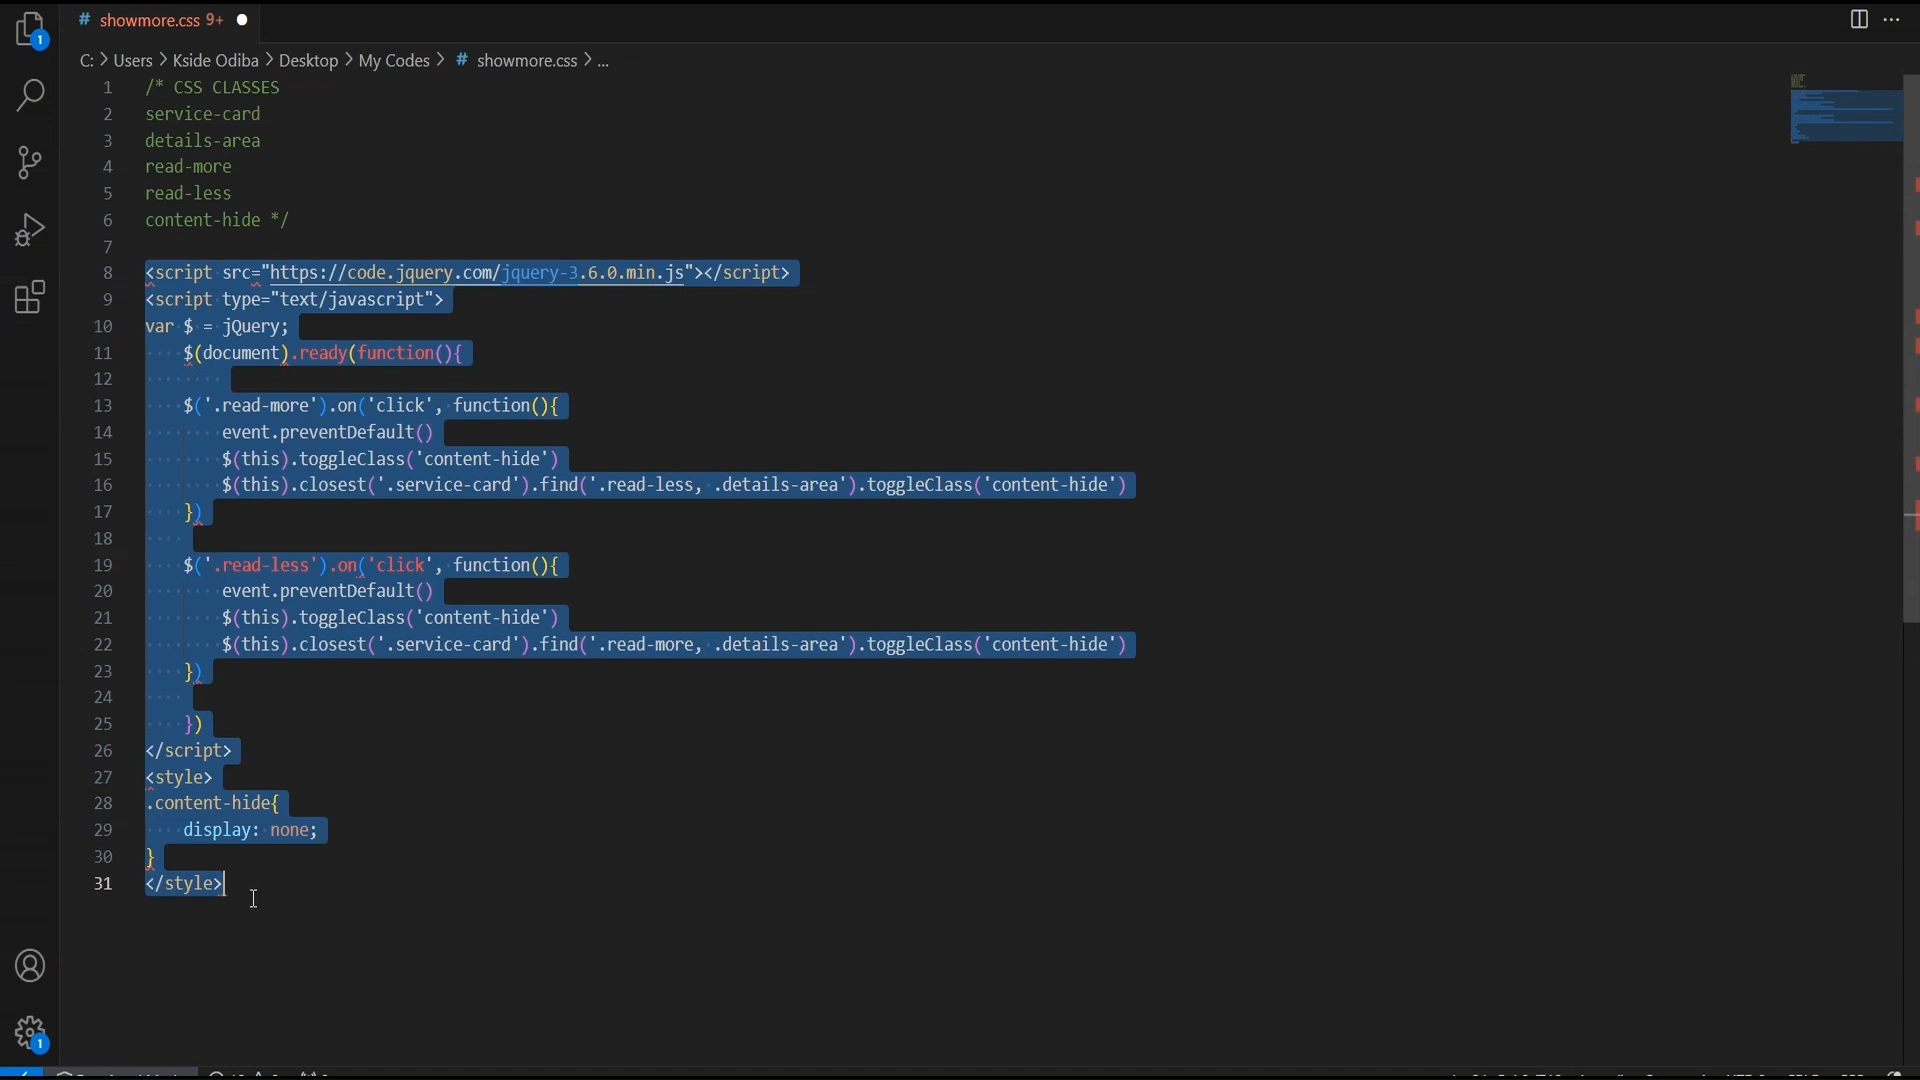 # showmore.css 9+
C: > Users > Kside Odiba > Desktop > My Codes > # showmore.css > ...
1 /* CSS CLASSES
2 service-card
3 details-area
4 read-more
5 read-less
6 content-hide */
7
8 <script src="https://code.jquery.com/jquery-3.6.0.min.js"></script>
9 <script type="text/javascript">
10 var $ = jQuery;
11 $(document).ready(function(){
12
13 $('.read-more').on('click', function(){
14 event.preventDefault()
15 $(this).toggleClass('content-hide')
16 $(this).closest('.service-card').find('.read-less, .details-area').toggleClass('content-hide')
17 })
18
19 $('.read-less').on('click', function(){
20 event.preventDefault()
21 $(this).toggleClass('content-hide')
22 $(this).closest('.service-card').find('.read-more, .details-area').toggleClass('content-hide')
23 })
24
25 })
26 </script>
27 <style>
28 .content-hide{
29 display: none;
30 }
31 </style>
1
1